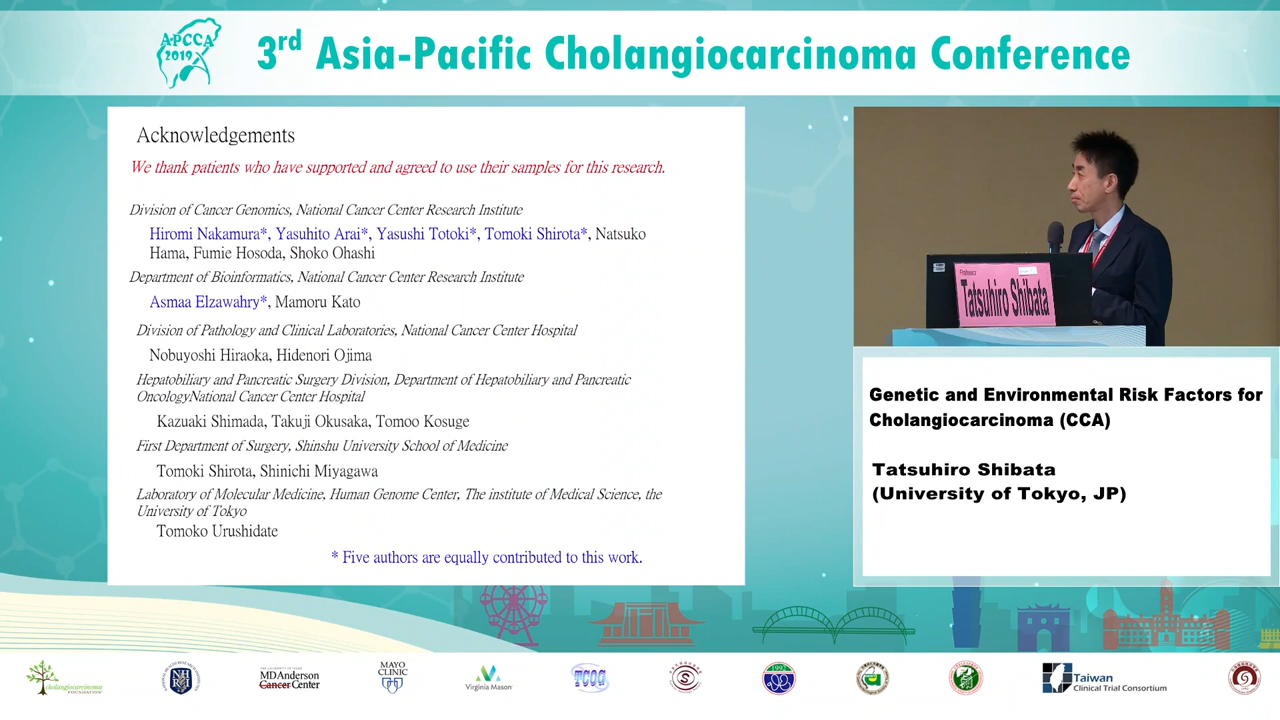 APCCA
2019
3rd Asia-Pacific Cholangiocarcinoma Conference
Acknowledgements
We thank patients who have supported and agreed to use their samples for this research.
Division of Cancer Genomics, National Cancer Center Research Institute
Hiromi Nakamura*, Yasuhito Arai*, Yasushi Totoki*, Tomoki Shirota*, Natsuko
Hama, Fumie Hosoda, Shoko Ohashi
Department of Bioinformatics, National Cancer Center Research Institute
Asmaa Elzawahry*, Mamoru Kato
Division of Pathology and Clinical Laboratories, National Cancer Center Hospital
Nobuyoshi Hiraoka, Hidenori Ojima
Hepatobiliary and Pancreatic Surgery Division, Department of Hepatobiliary and Pancreatic
OncologyNational Cancer Center Hospital
Kazuaki Shimada, Takuji Okusaka, Tomoo Kosuge
First Department of Surgery, Shinshu University School of Medicine
Tomoki Shirota, Shinichi Miyagawa
Laboratory of Molecular Medicine, Human Genome Center, The institute of Medical Science, the
University of Tokyo
Tomoko Urushidate
* Five authors are equally contributed to this work.
Professor
Tatsuhiro Shibata
Genetic and Environmental Risk Factors for
Cholangiocarcinoma (CCA)
Tatsuhiro Shibata
(University of Tokyo, JP)
cholangiocarcinoma
FOUNDATION
NHRI
MDAnderson
Cancer Center
MAYO
CLINIC
Virginia Mason
TCOG
1992
Taiwan
Clinical Trial Consortium